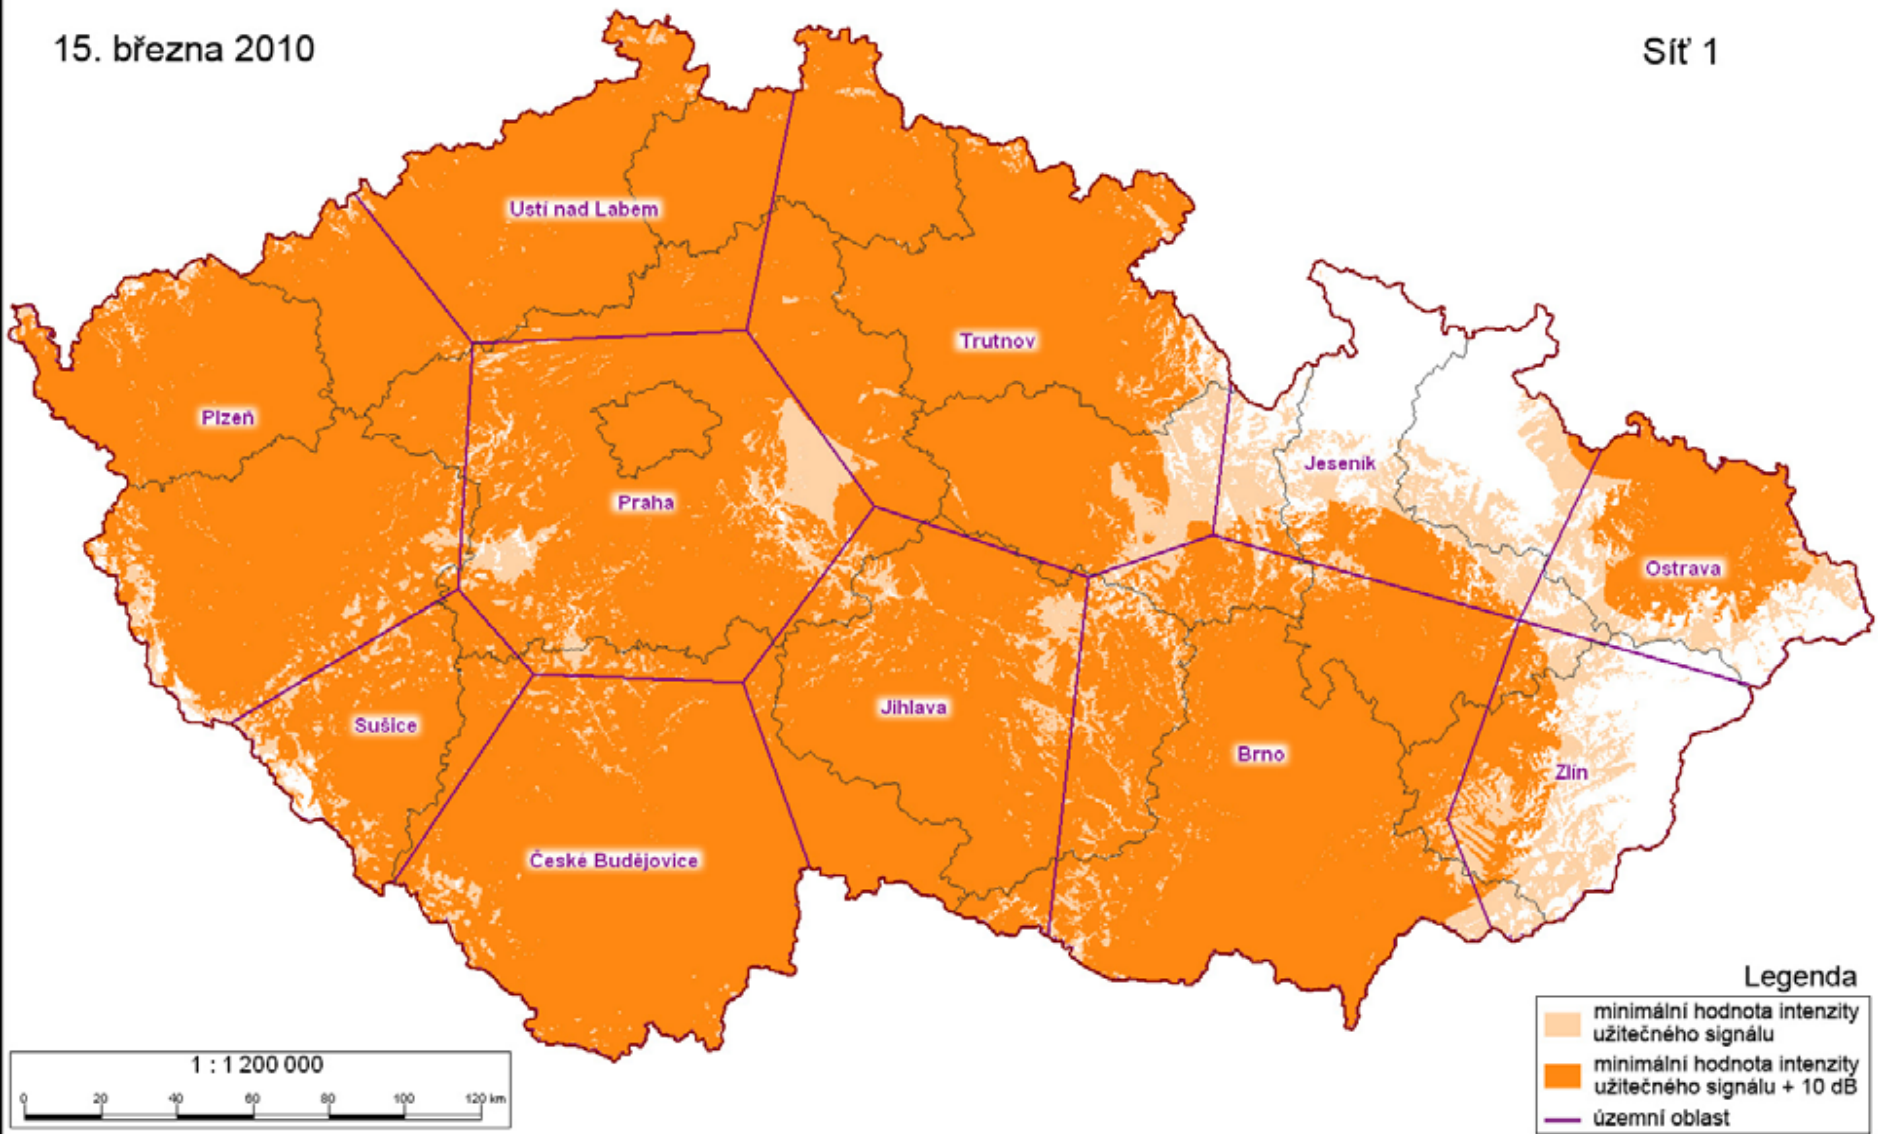 15. března 2010
Síť 1
Ustí nad Labem
Trutnov
Plzeň
Jeseník
Praha
Ostrava
Jihlava
Sušice
Brno
Zlín
České Budějovice
Legenda
minimální hodnota intenzity
užitečného signálu
minimální hodnota intenzity
užitečného signálu + 10 dB
územní oblast
1 : 1 200 000
0 20 40 60 80 100 120 km